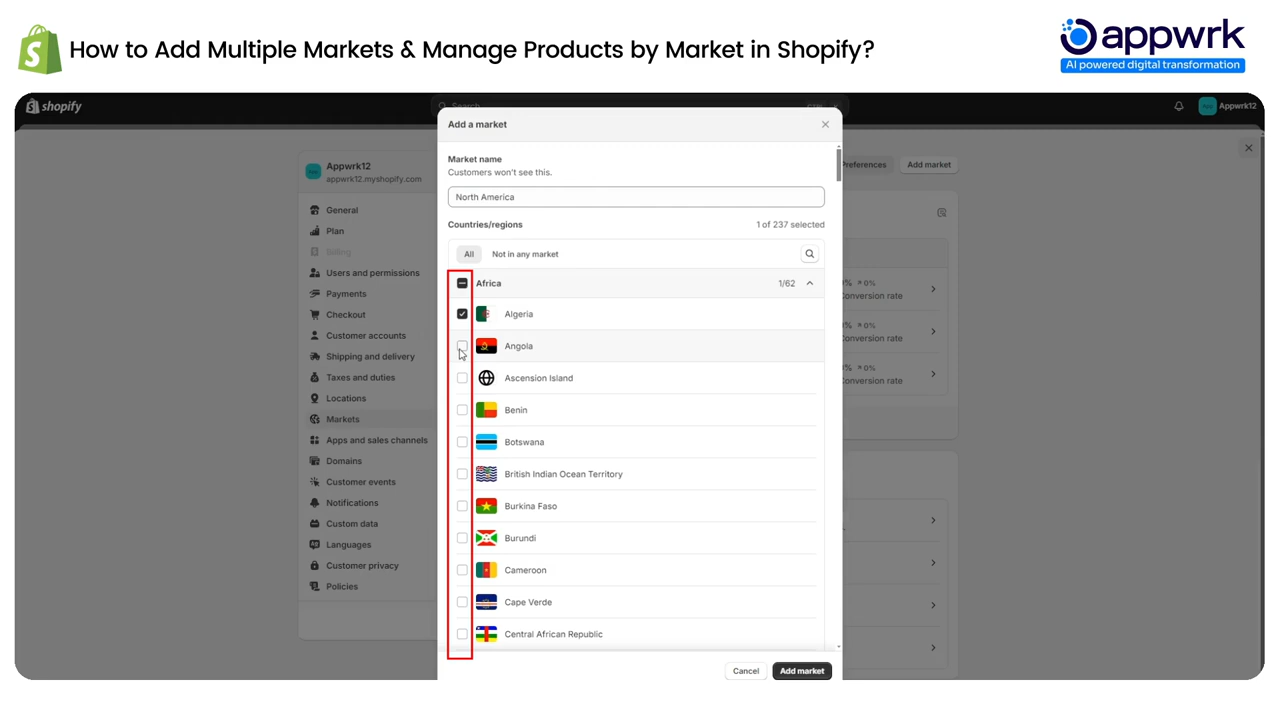 How to Add Multiple Markets & Manage Products by Market in Shopify?
appwrk
AI powered digital transformation
shopify
Search
Appwrk12
Add a market
Market name
Customers won't see this.
North America
Countries/regions
1 of 237 selected
All
Not in any market
Africa
1/62
Algeria
Angola
Ascension Island
Benin
Botswana
British Indian Ocean Territory
Burkina Faso
Burundi
Cameroon
Cape Verde
Central African Republic
Cancel
Add market
Appwrk12
appwrk12.myshopify.com
General
Plan
Billing
Users and permissions
Payments
Checkout
Customer accounts
Shipping and delivery
Taxes and duties
Locations
Markets
Apps and sales channels
Domains
Customer events
Notifications
Custom data
Languages
Customer privacy
Policies
Preferences
Add market
0%
Conversion rate
0%
Conversion rate
0%
Conversion rate